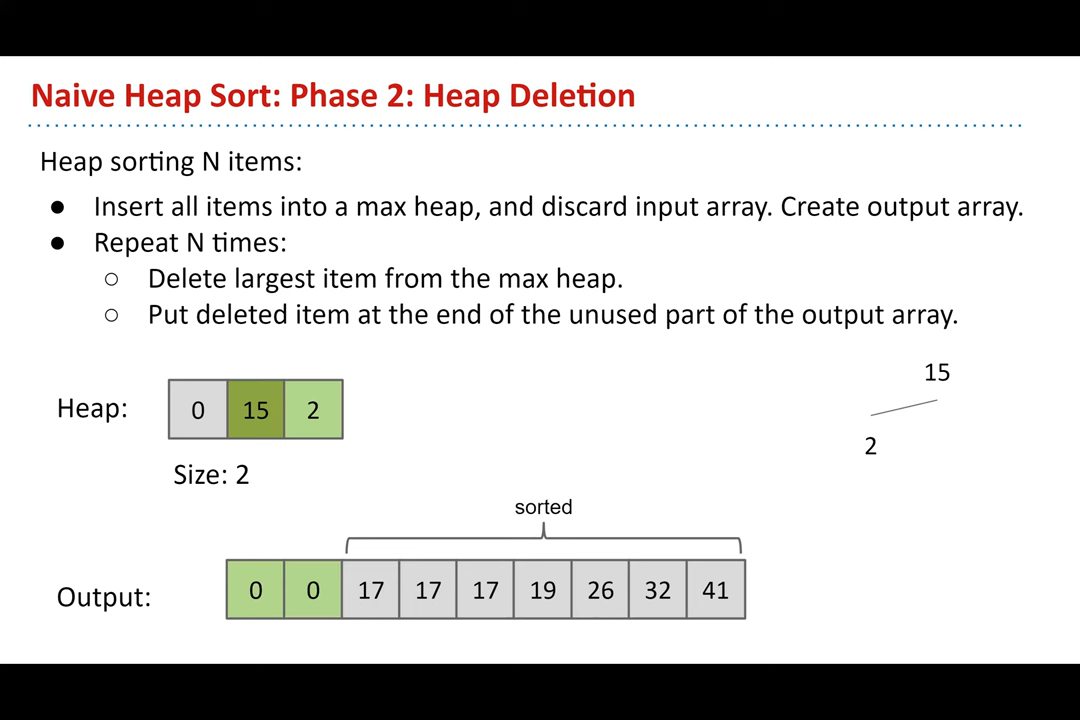 Naive Heap Sort: Phase 2: Heap Deletion
Heap sorting N items:
● Insert all items into a max heap, and discard input array. Create output array.
● Repeat N times:
○ Delete largest item from the max heap.
○ Put deleted item at the end of the unused part of the output array.
15
Heap: 0 15 2
2
Size: 2
sorted
Output: 0 0 17 17 17 19 26 32 41